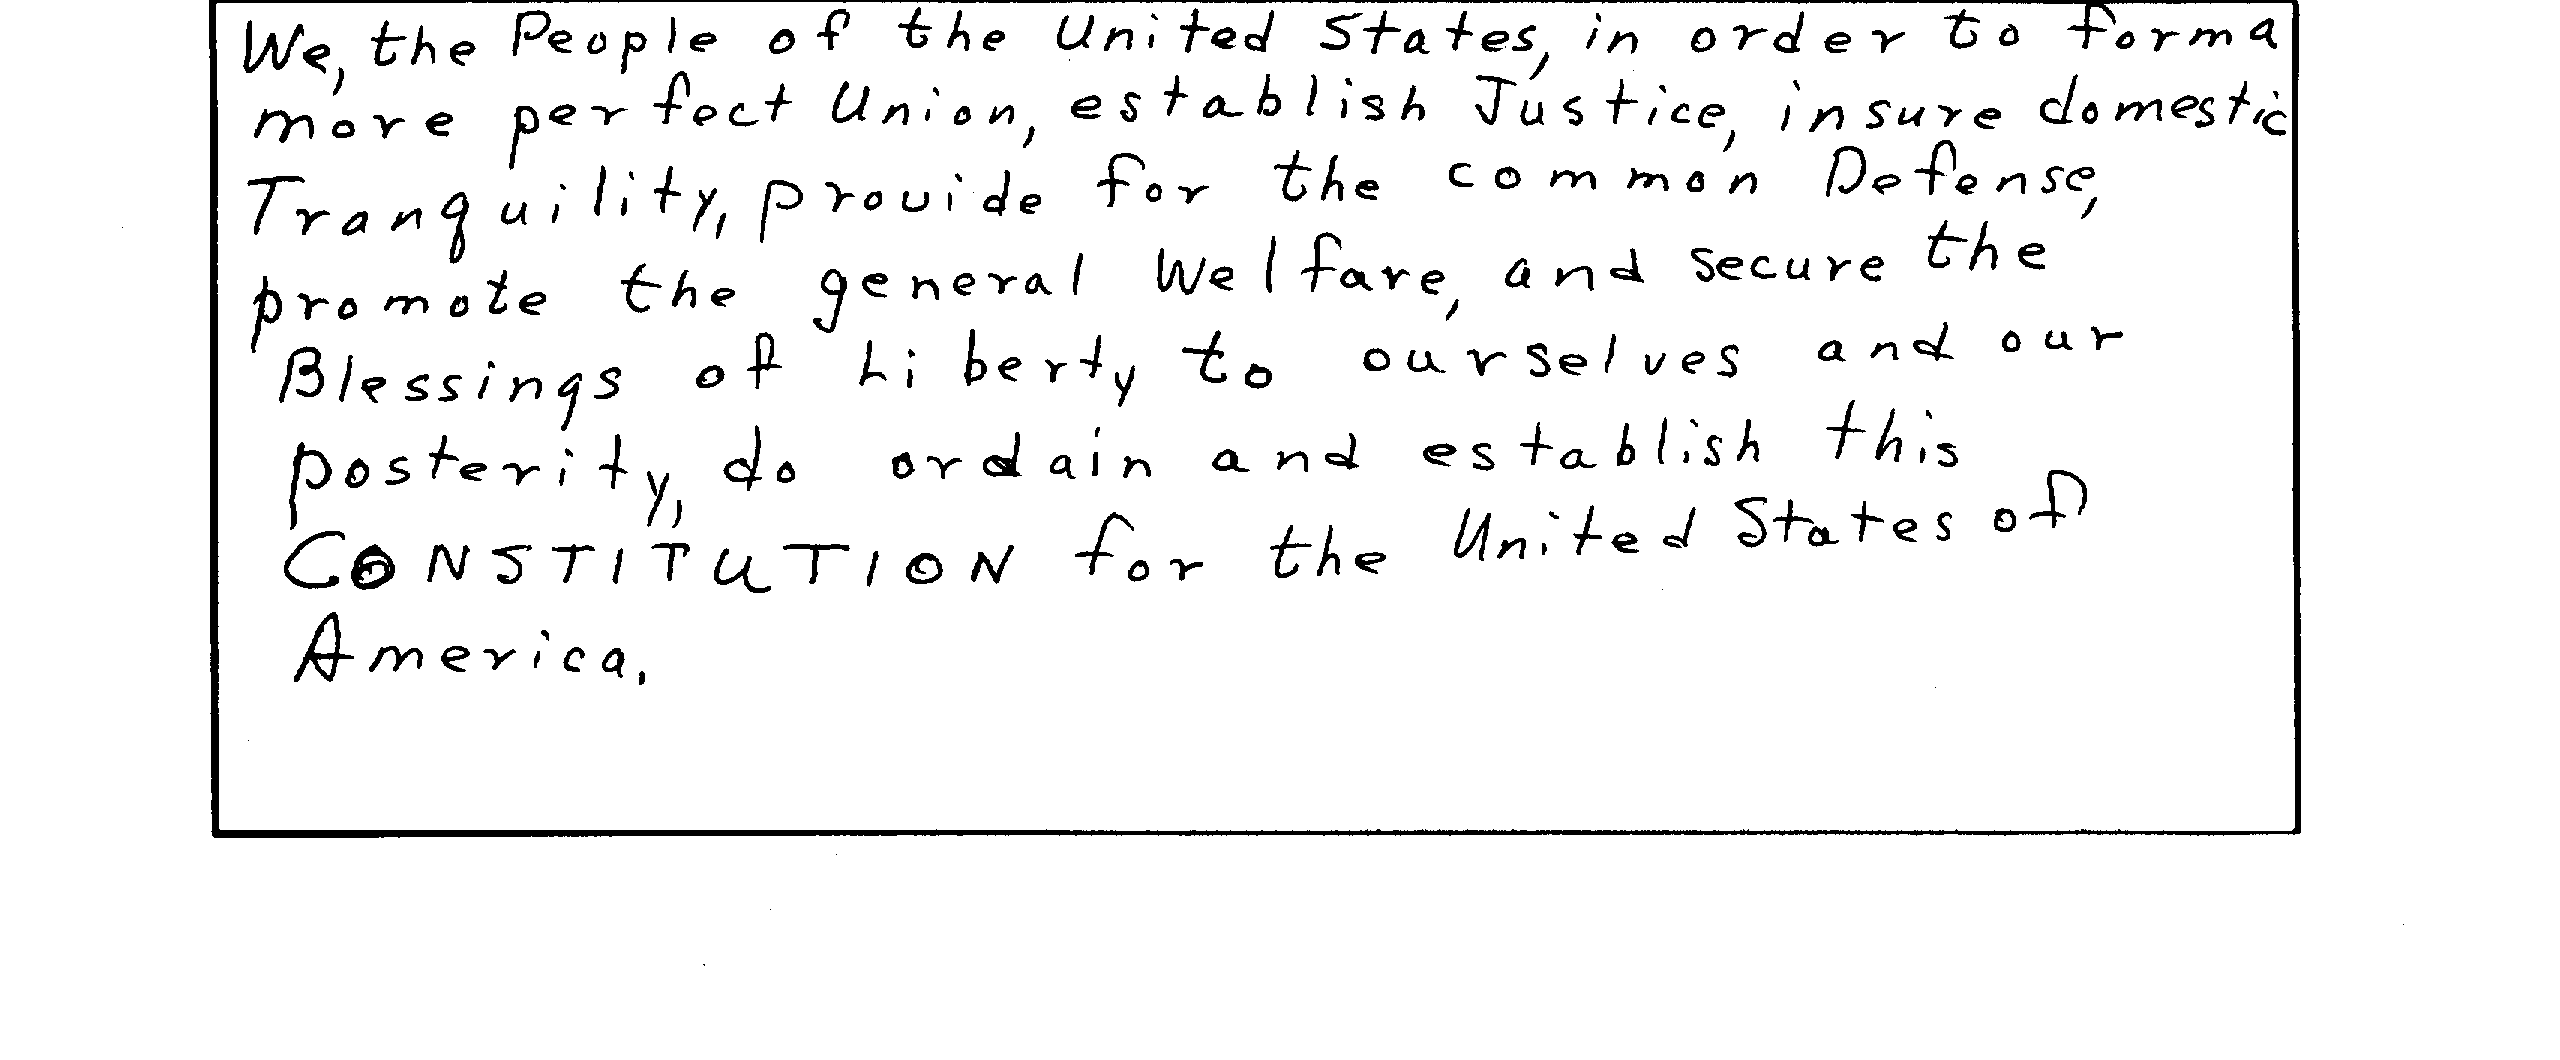 We, the People of the United States, in order to form a
more perfect Union, establish Justice, insure domestic
Tranquility, provide for the common Defense,
promote the general Welfare, and secure the
Blessings of Liberty to ourselves and our
posterity, do ordain and establish this
CONSTITUTION for the United States of
America.